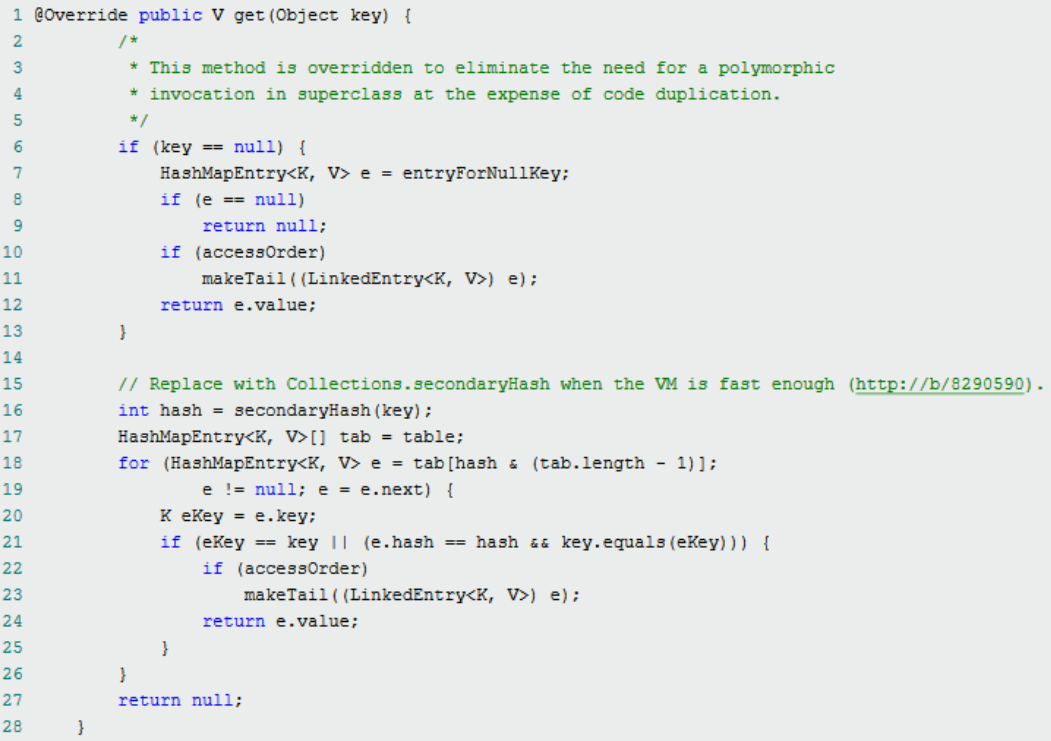 1 @Override public V get(Object key) {
2         /*
3          * This method is overridden to eliminate the need for a polymorphic
4          * invocation in superclass at the expense of code duplication.
5          */
6         if (key == null) {
7             HashMapEntry<K, V> e = entryForNullKey;
8             if (e == null)
9                 return null;
10             if (accessOrder)
11                 makeTail((LinkedEntry<K, V>) e);
12             return e.value;
13         }
14
15         // Replace with Collections.secondaryHash when the VM is fast enough (http://b/8290590).
16         int hash = secondaryHash(key);
17         HashMapEntry<K, V>[] tab = table;
18         for (HashMapEntry<K, V> e = tab[hash & (tab.length - 1)];
19                 e != null; e = e.next) {
20             K eKey = e.key;
21             if (eKey == key || (e.hash == hash && key.equals(eKey))) {
22                 if (accessOrder)
23                     makeTail((LinkedEntry<K, V>) e);
24                 return e.value;
25             }
26         }
27         return null;
28     }